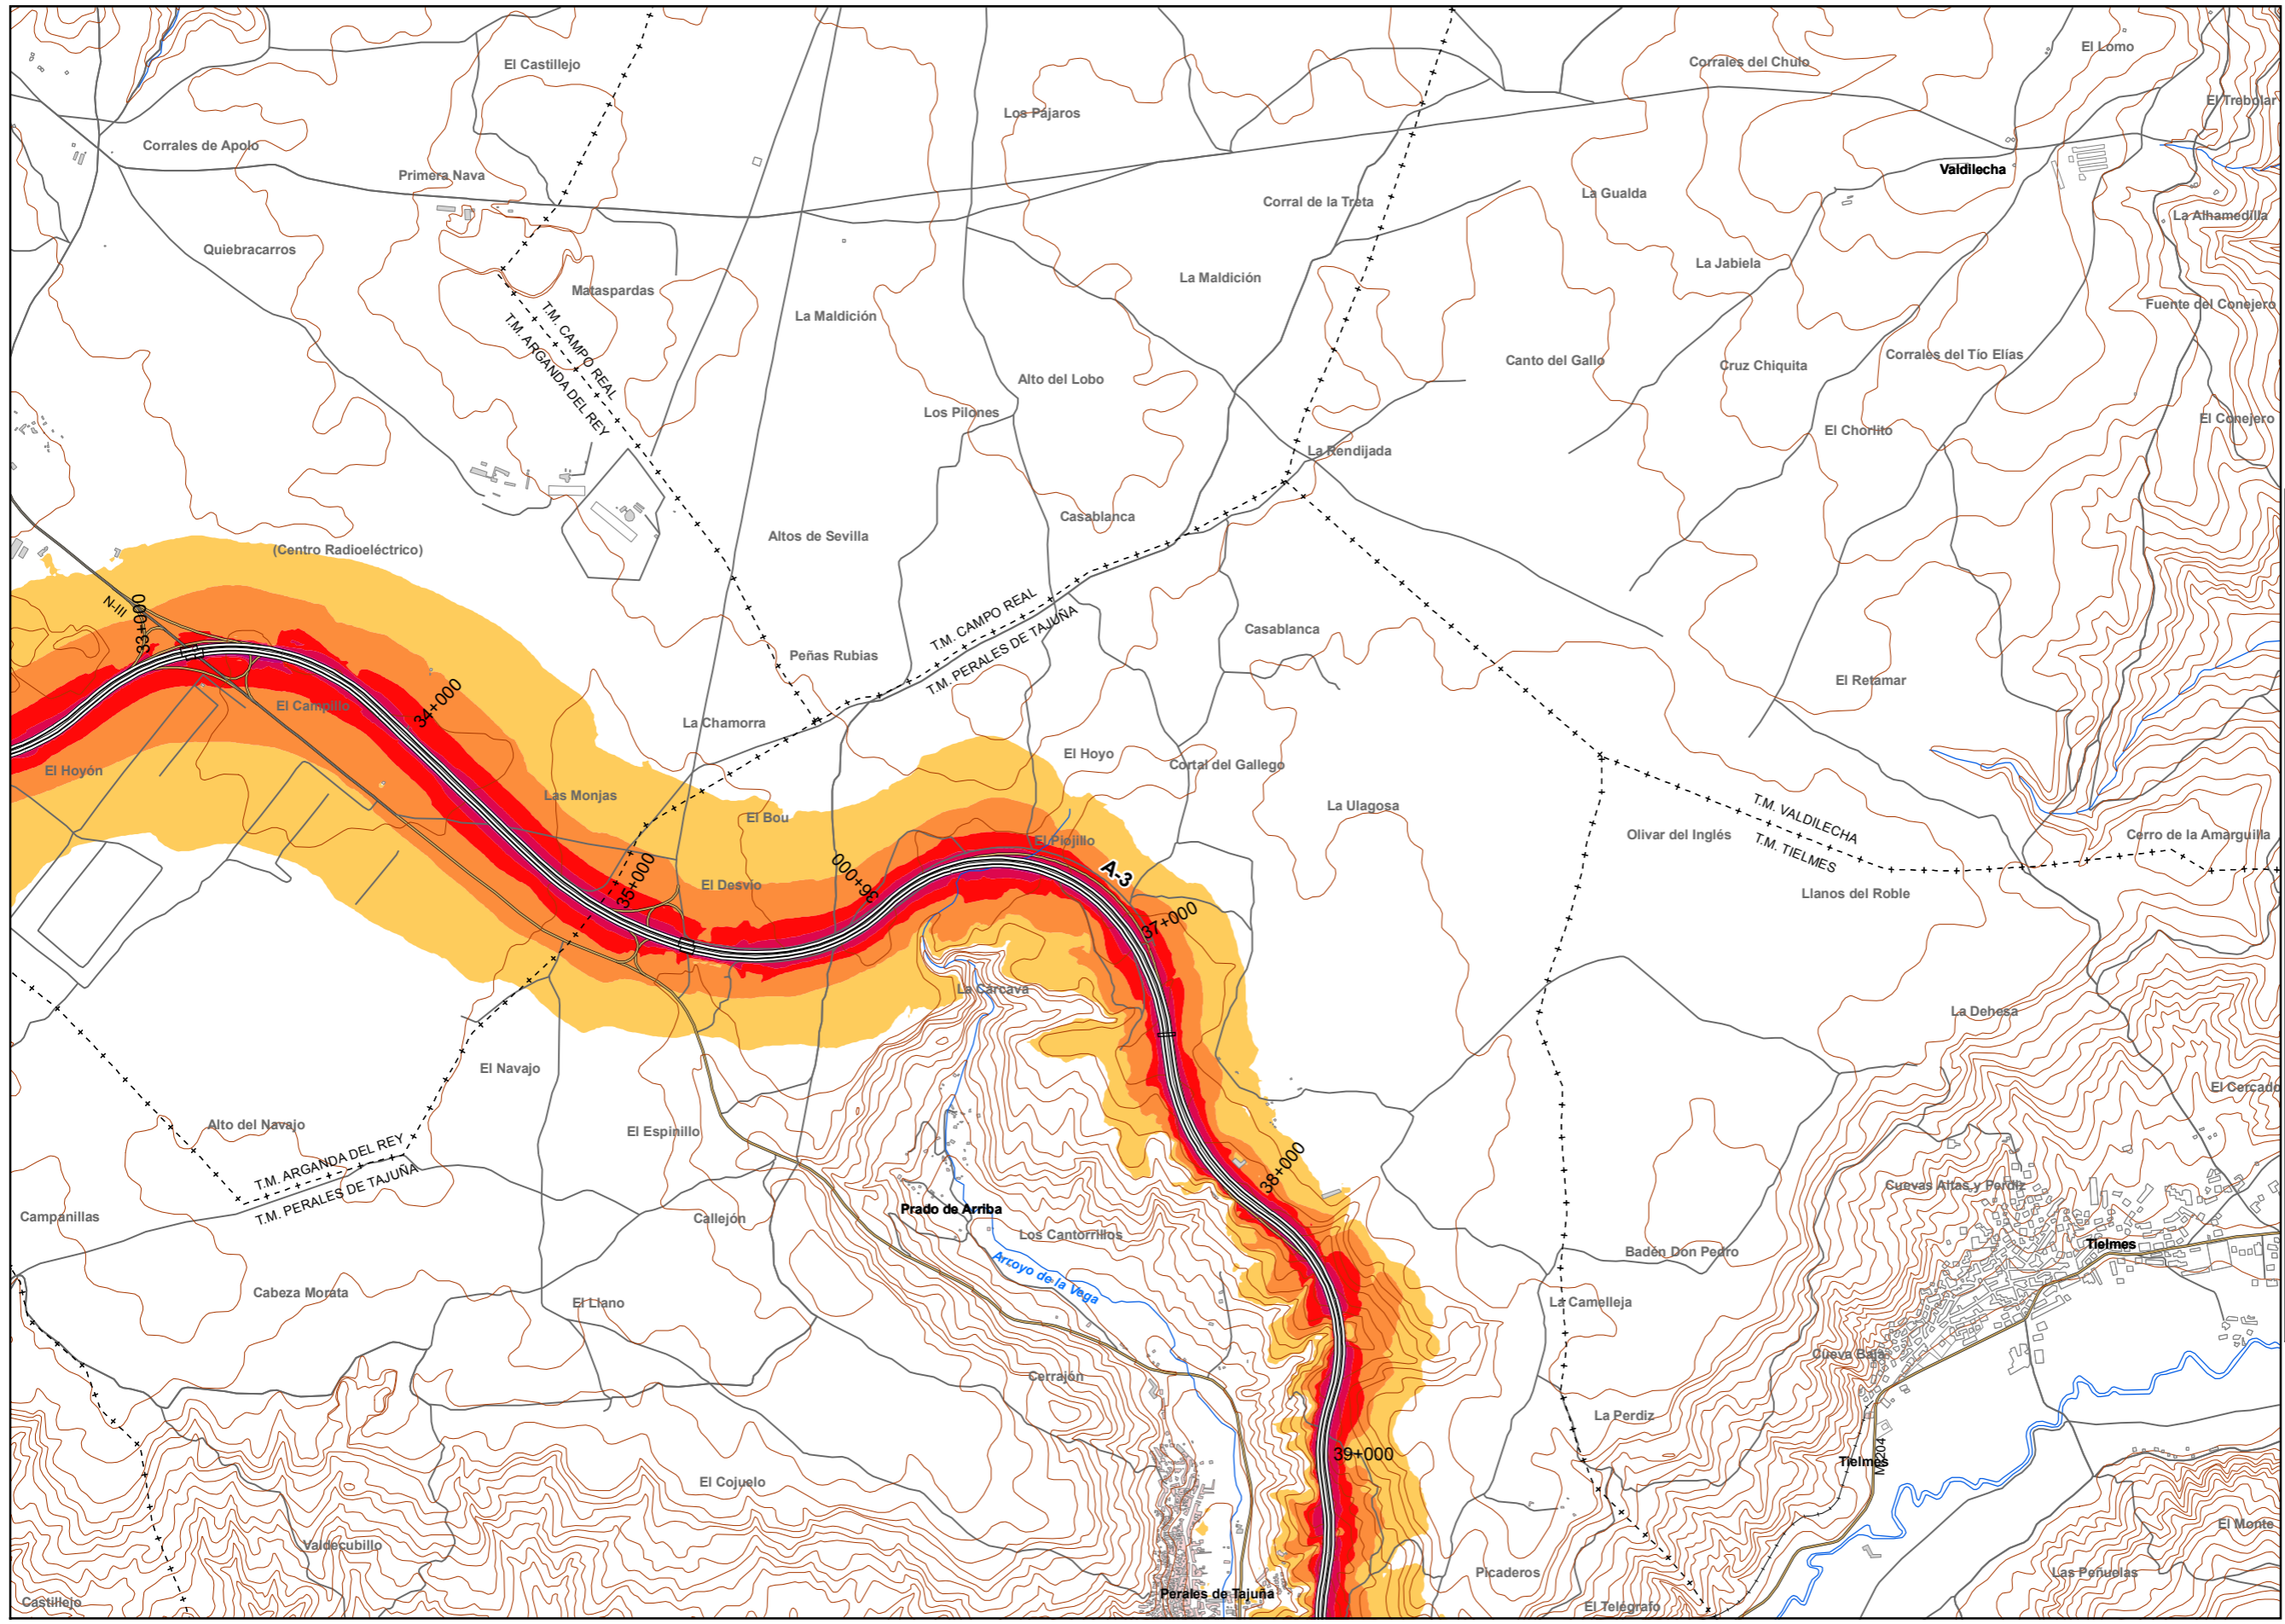 El Lomo
Corrales del Chulo
El Castillejo
El Trebolar
Los Pájaros
Corrales de Apolo
Valdilecha
Primera Nava
La Gualda
Corral de la Treta
La Alhamedilla
Quiebracarros
La Jabiela
La Maldición
Mataspardas
Fuente del Conejero
La Maldición
T.M. CAMPO REAL
T.M. ARGANDA DEL REY
Corrales del Tío Elías
Canto del Gallo
Cruz Chiquita
Alto del Lobo
Los Pilones
El Conejero
El Chorlito
La Rendijada
Casablanca
Altos de Sevilla
(Centro Radioeléctrico)
N-III
33+000
T.M. CAMPO REAL
T.M. PERALES DE TAJUÑA
Casablanca
Peñas Rubias
El Retamar
34+000
El Campillo
La Chamorra
El Hoyo
Cortal del Gallego
El Hoyón
Las Monjas
La Ulagosa
T.M. VALDILECHA
T.M. TIELMES
El Bou
Olivar del Inglés
Cerro de la Amarguilla
El Piojillo
A-3
35+000
36+000
El Desvío
Llanos del Roble
37+000
La Cárcava
La Dehesa
El Navajo
El Cercado
Alto del Navajo
El Espinillo
T.M. ARGANDA DEL REY
T.M. PERALES DE TAJUÑA
38+000
Cuevas Altas y Perdiz
Prado de Arriba
Campanillas
Callejón
Los Cantorrillos
Tielmes
Badén Don Pedro
Arroyo de la Vega
Cabeza Morata
El Llano
La Camelleja
Cueva Baja
Cerrajón
La Perdiz
39+000
Tielmes
M-204
El Cojuelo
El Monte
Valdecubillo
Picaderos
Las Peñuelas
Perales de Tajuña
Castillejo
El Telégrafo